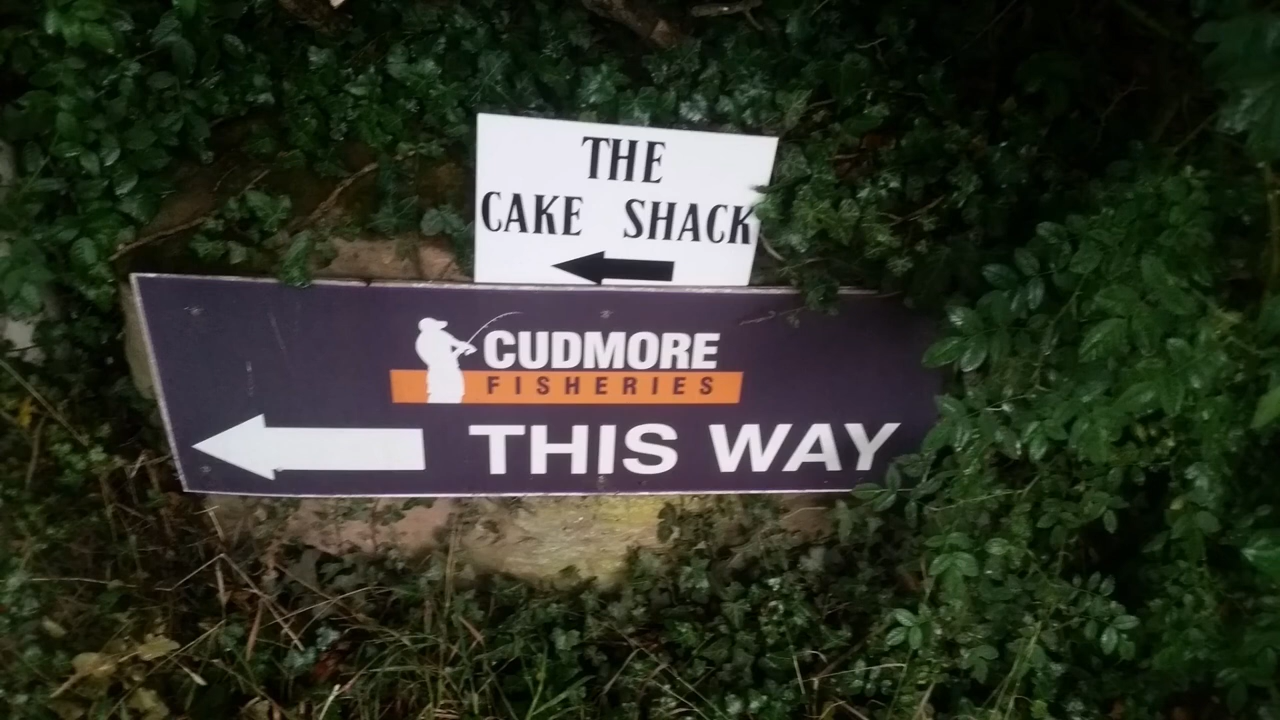 THE
CAKE SHACK
CUDMORE
FISHERIES
THIS WAY